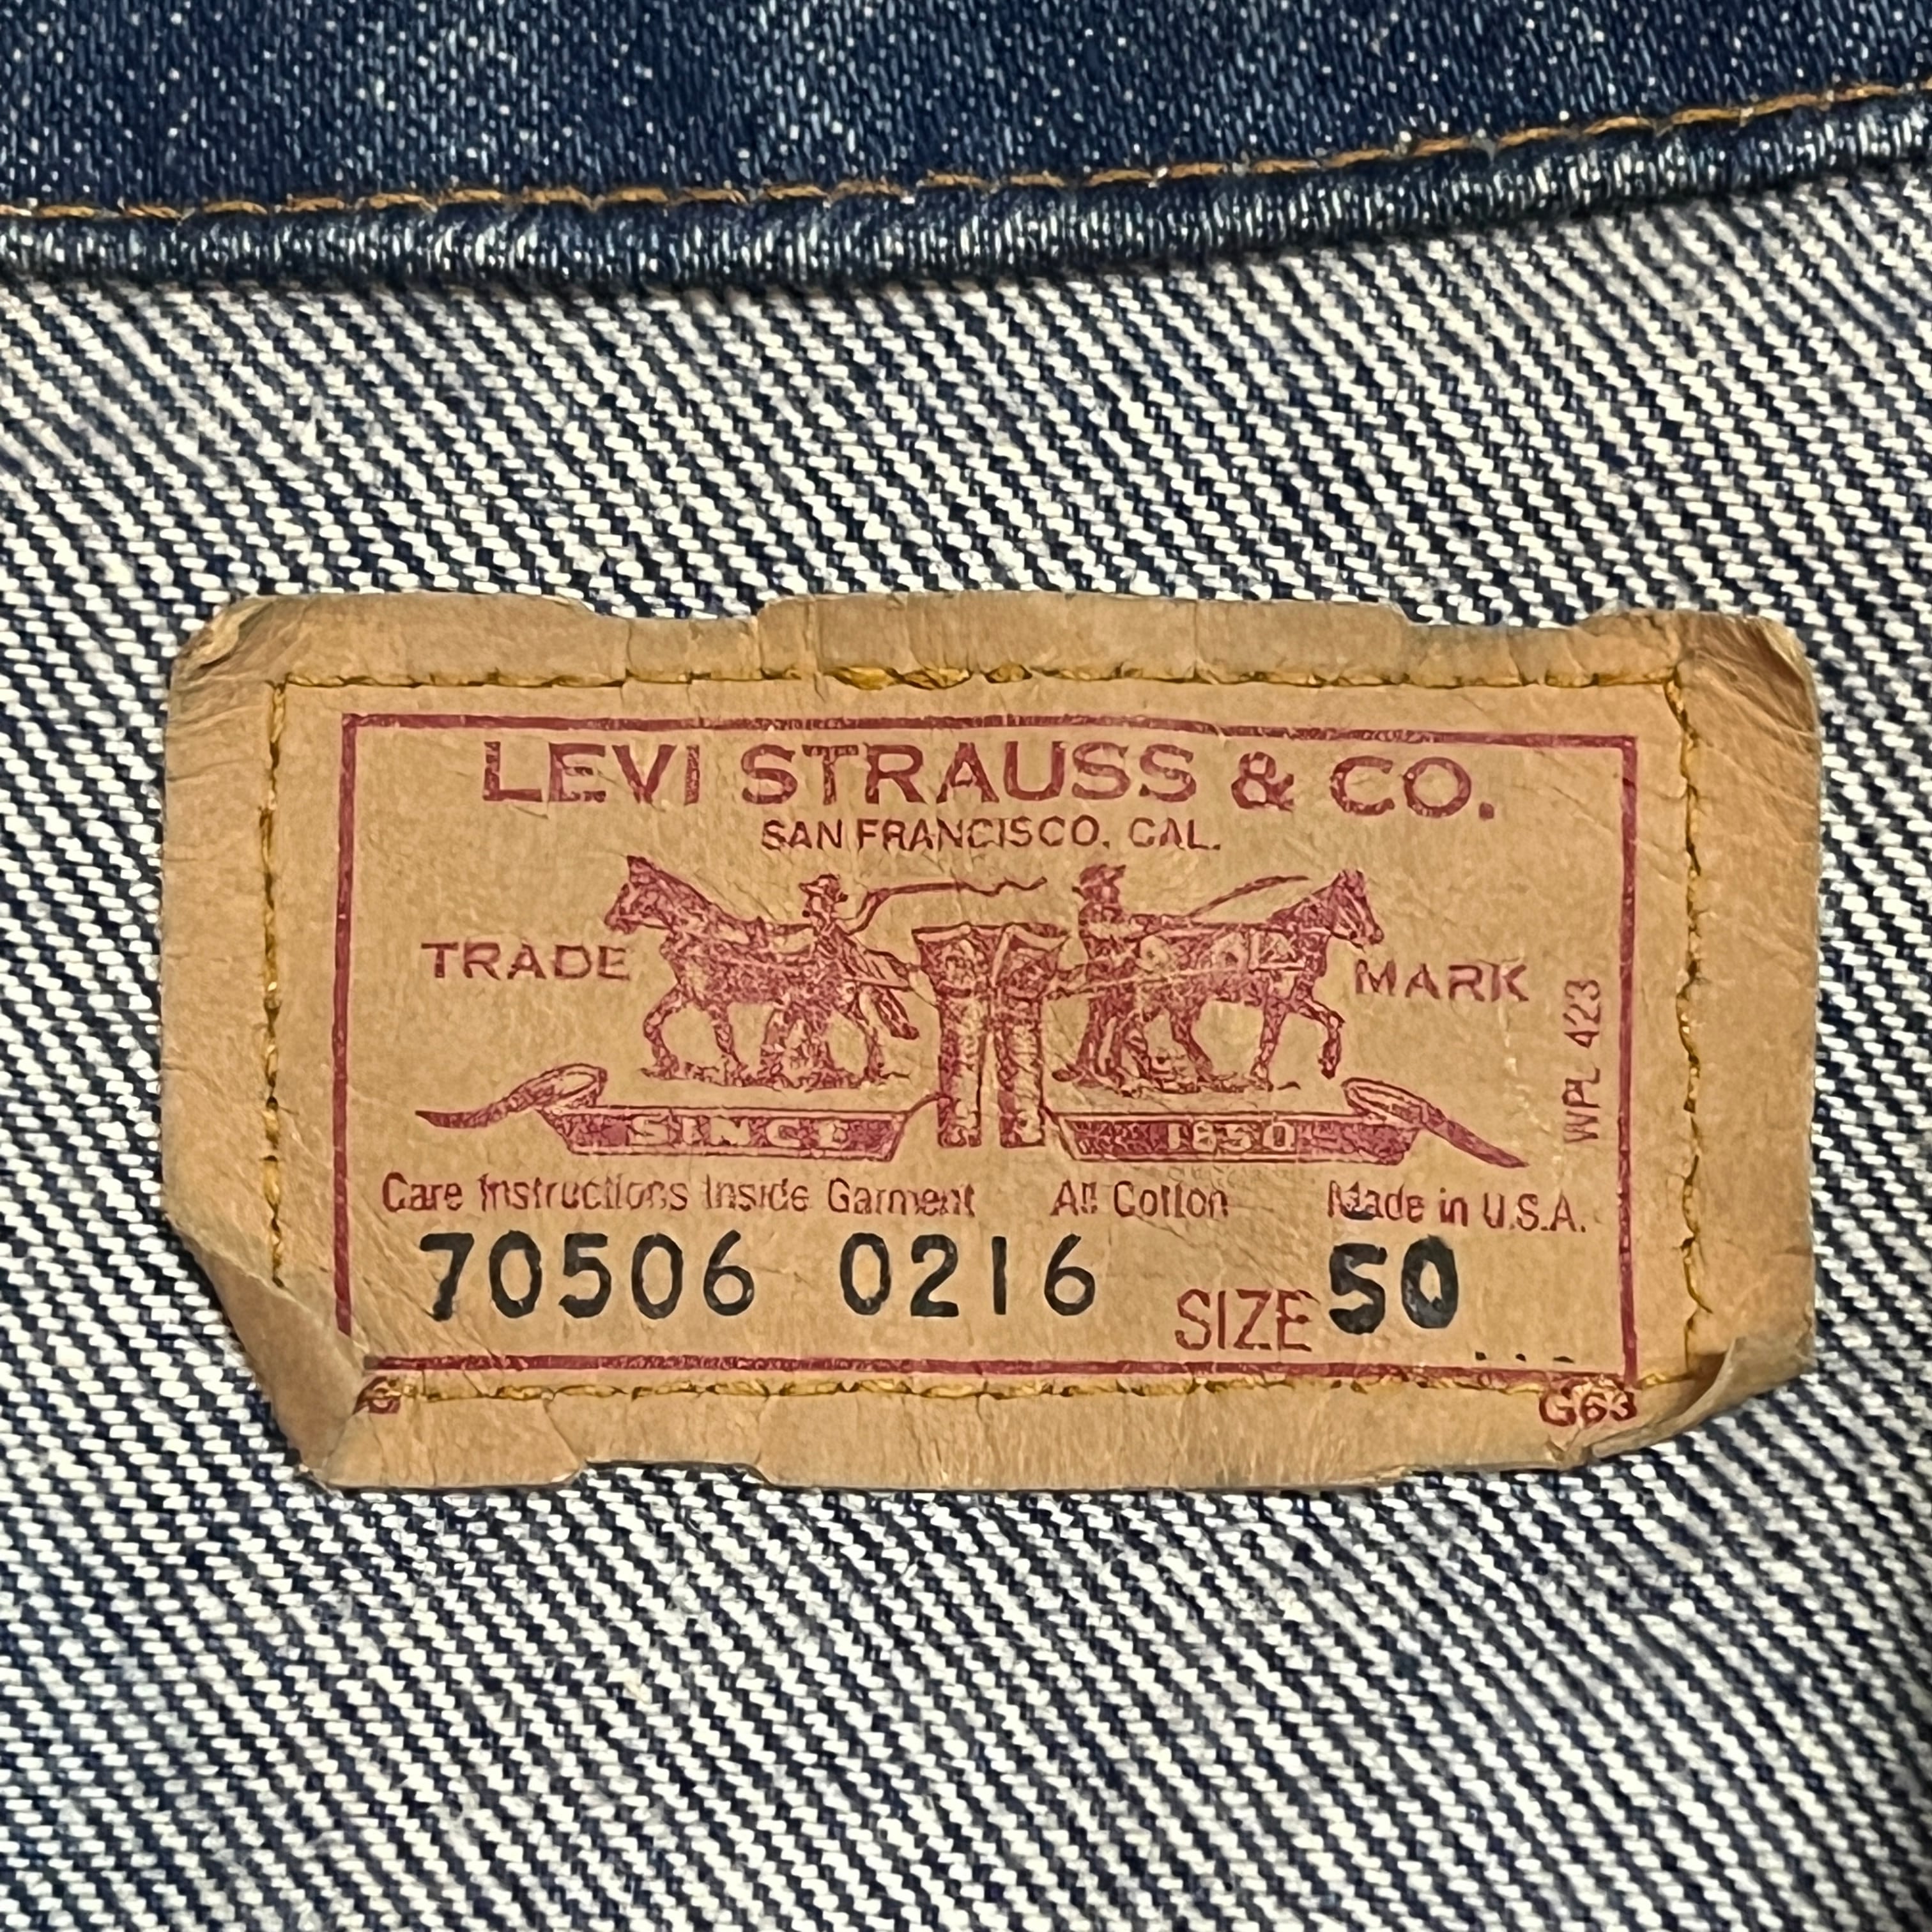 LEVI STRAUSS & CO.
SAN FRANCISCO, CAL.
TRADE MARK
WPL 423
SINCE 1850
Care Instructions Inside Garment All Cotton Made in U.S.A.
70506 0216 SIZE 50
G63